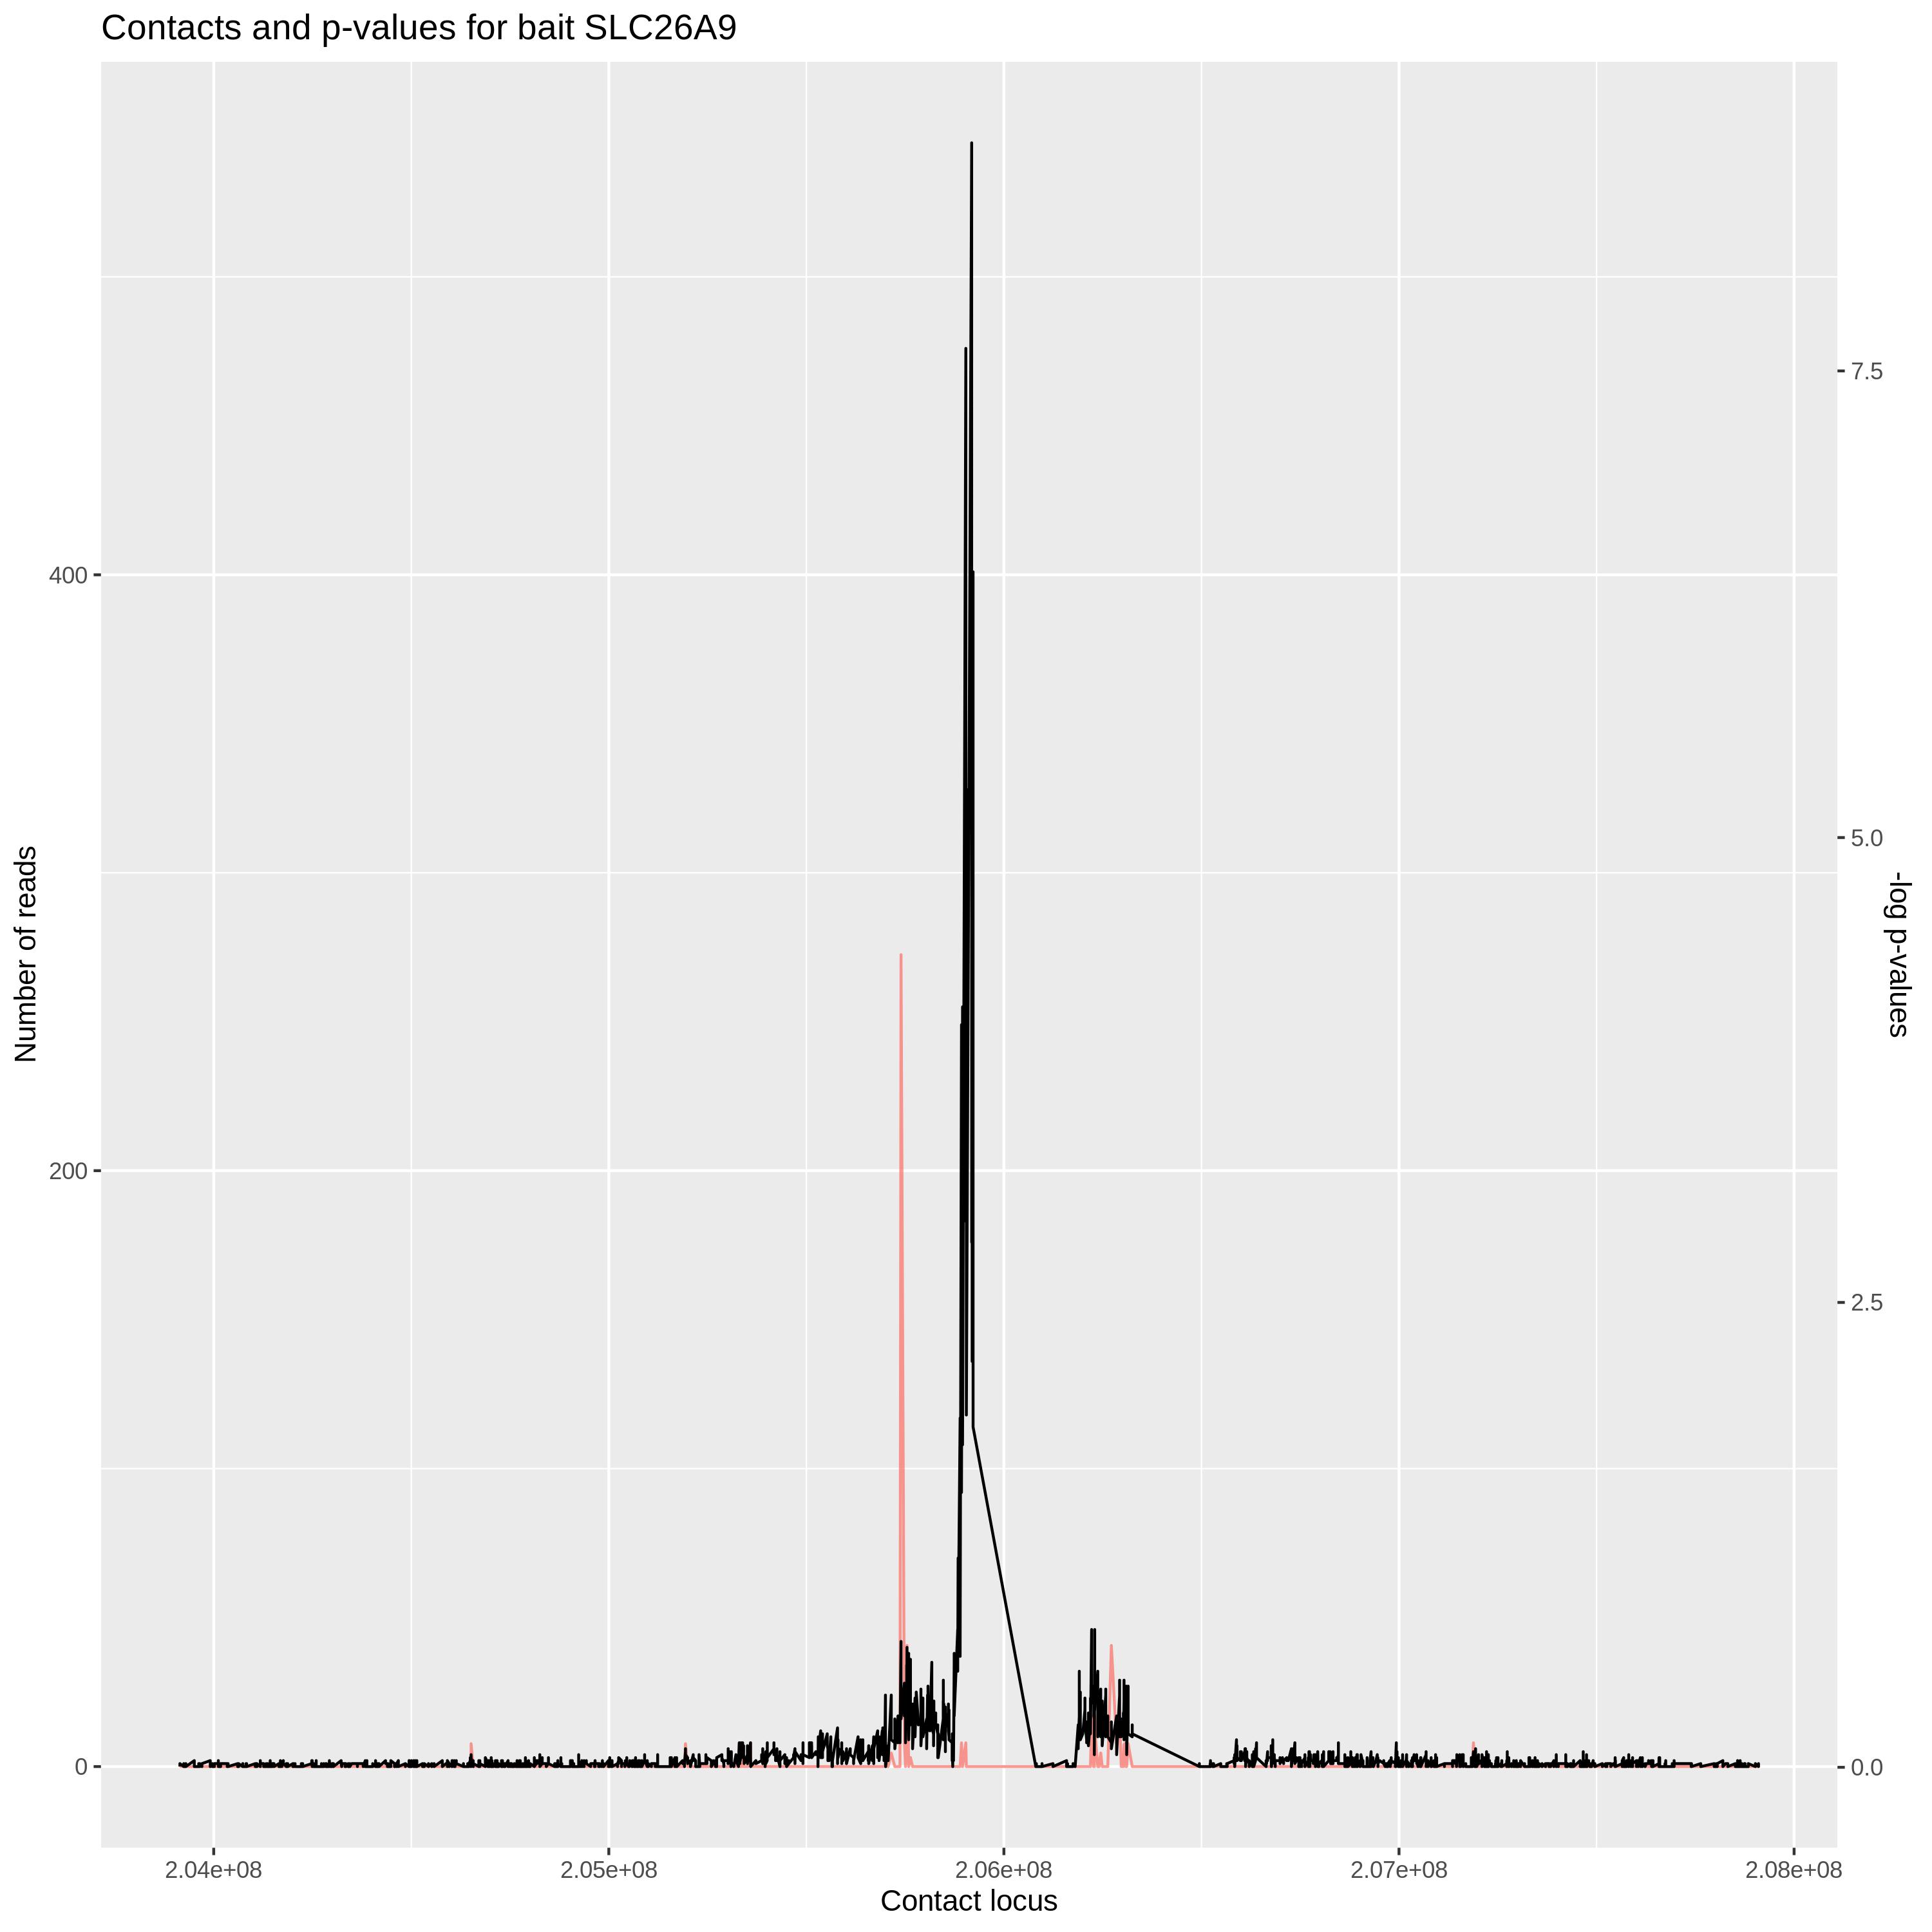 Contacts and p-values for bait SLC26A9
Number of reads
400
200
0
7.5
5.0
2.5
0.0
-log p-values
2.04e+08
2.05e+08
2.06e+08
2.07e+08
2.08e+08
Contact locus